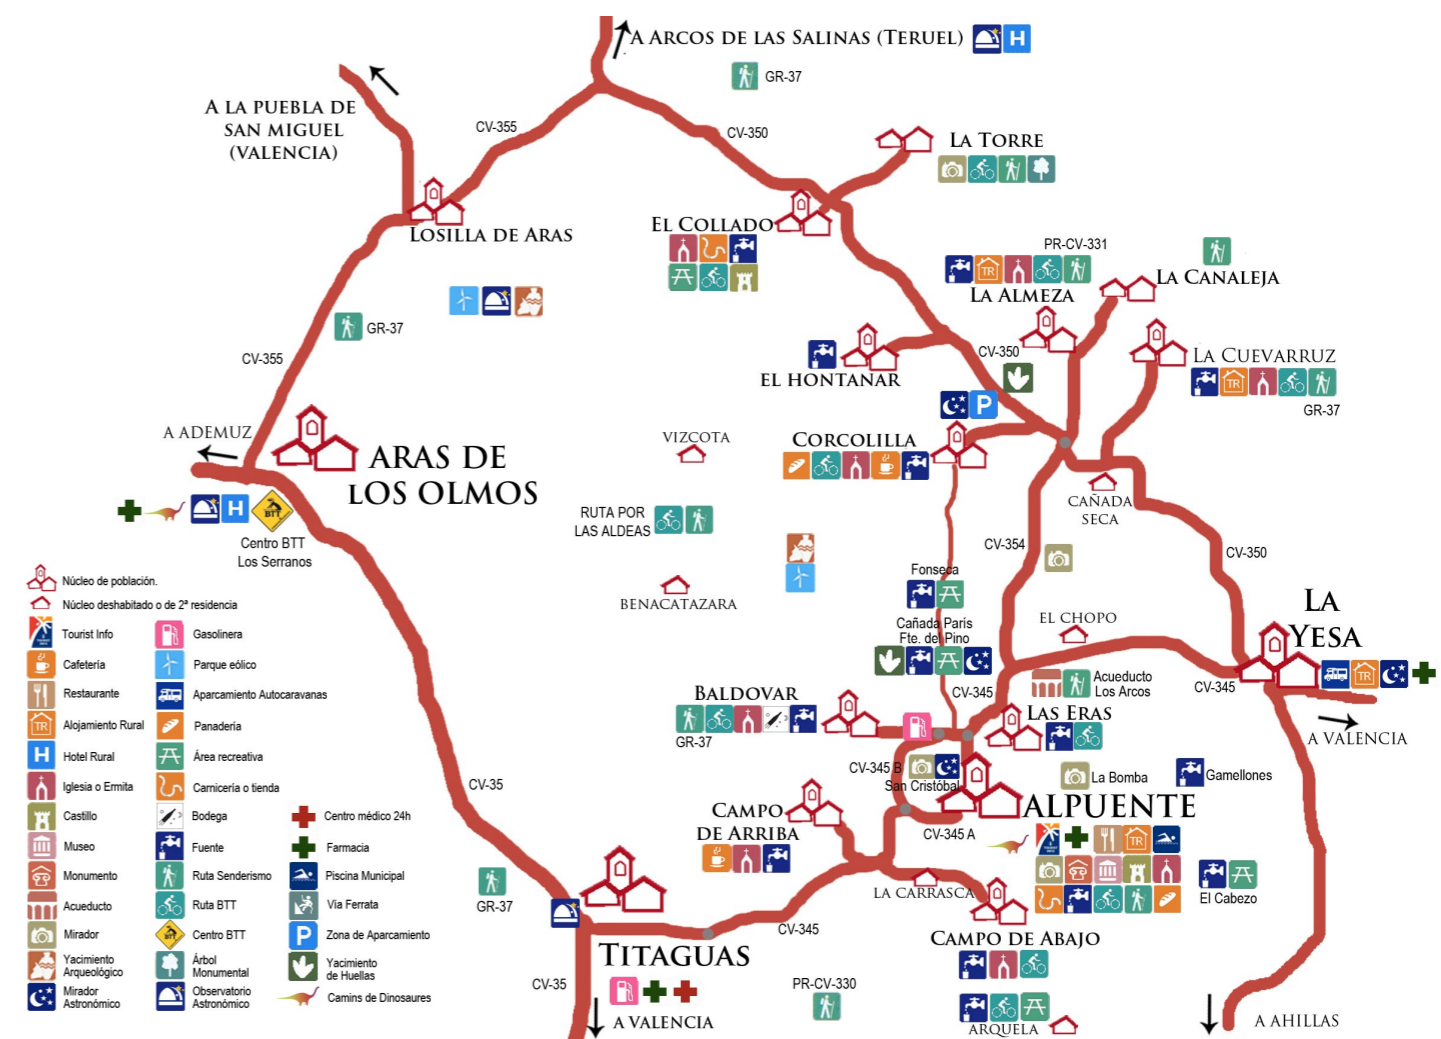 A ARCOS DE LAS SALINAS (TERUEL)
H
GR-37
A LA PUEBLA DE
SAN MIGUEL
(VALENCIA)
CV-355
CV-350
LA TORRE
LOSILLA DE ARAS
EL COLLADO
PR-CV-331
TR
LA CANALEJA
LA ALMEZA
GR-37
CV-355
CV-350
EL HONTANAR
LA CUEVARRUZ
TR
GR-37
P
A ADEMUZ
ARAS DE
LOS OLMOS
VIZCOTA
CORCOLILLA
CAÑADA
SECA
H
BTT
Centro BTT
Los Serranos
RUTA POR
LAS ALDEAS
CV-354
CV-350
BENACATAZARA
Fonseca
Cañada París
Fte. del Pino
EL CHOPO
LA
YESA
TR
CV-345
CV-345
Acueducto
Los Arcos
A VALENCIA
BALDOVAR
GR-37
LAS ERAS
CV-345 B
San Cristóbal
La Bomba
Gamellones
ALPUENTE
CV-345 A
TR
CAMPO
DE ARRIBA
El Cabezo
LA CARRASCA
CV-35
GR-37
CV-345
CAMPO DE ABAJO
TITAGUAS
CV-35
A VALENCIA
PR-CV-330
ARQUELA
A AHILLAS
Núcleo de población.
Núcleo deshabitado o de 2ª residencia
Tourist Info
Gasolinera
Cafetería
Parque eólico
Restaurante
Aparcamiento Autocaravanas
TR
Alojamiento Rural
Panadería
H
Hotel Rural
Área recreativa
Iglesia o Ermita
Carnicería o tienda
Castillo
Bodega
Centro médico 24h
Museo
Fuente
Farmacia
Monumento
Ruta Senderismo
Piscina Municipal
Acueducto
Ruta BTT
Vía Ferrata
Mirador
BTT
Centro BTT
P
Zona de Aparcamiento
Yacimiento
Arqueológico
Árbol
Monumental
Yacimiento
de Huellas
Mirador
Astronómico
Observatorio
Astronómico
Camins de Dinosaures